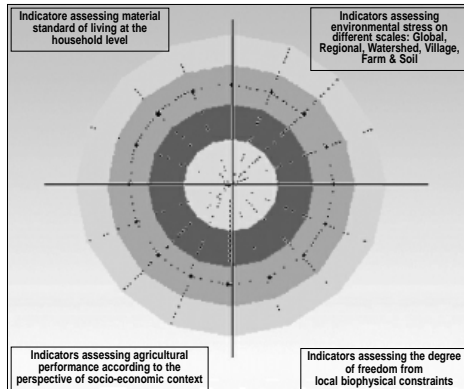 Indicatore assessing material
standard of living at the
household level
Indicators assessing
environmental stress on
different scales: Global,
Regional, Watershed, Village,
Farm & Soil
Indicators assessing agricultural
performance according to the
perspective of socio-economic context
Indicators assessing the degree
of freedom from
local biophysical constraints